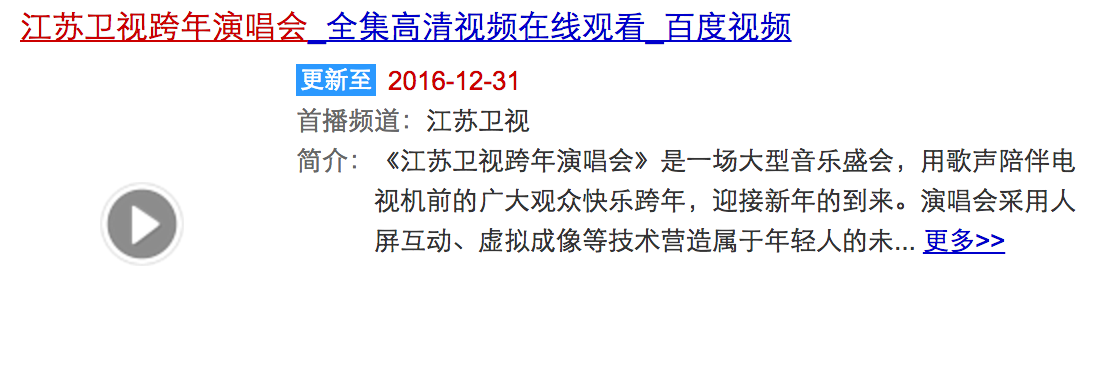 江苏卫视跨年演唱会_全集高清视频在线观看_百度视频
更新至 2016-12-31
首播频道：江苏卫视
简介：《江苏卫视跨年演唱会》是一场大型音乐盛会，用歌声陪伴电
视机前的广大观众快乐跨年，迎接新年的到来。演唱会采用人
屏互动、虚拟成像等技术营造属于年轻人的未... 更多>>